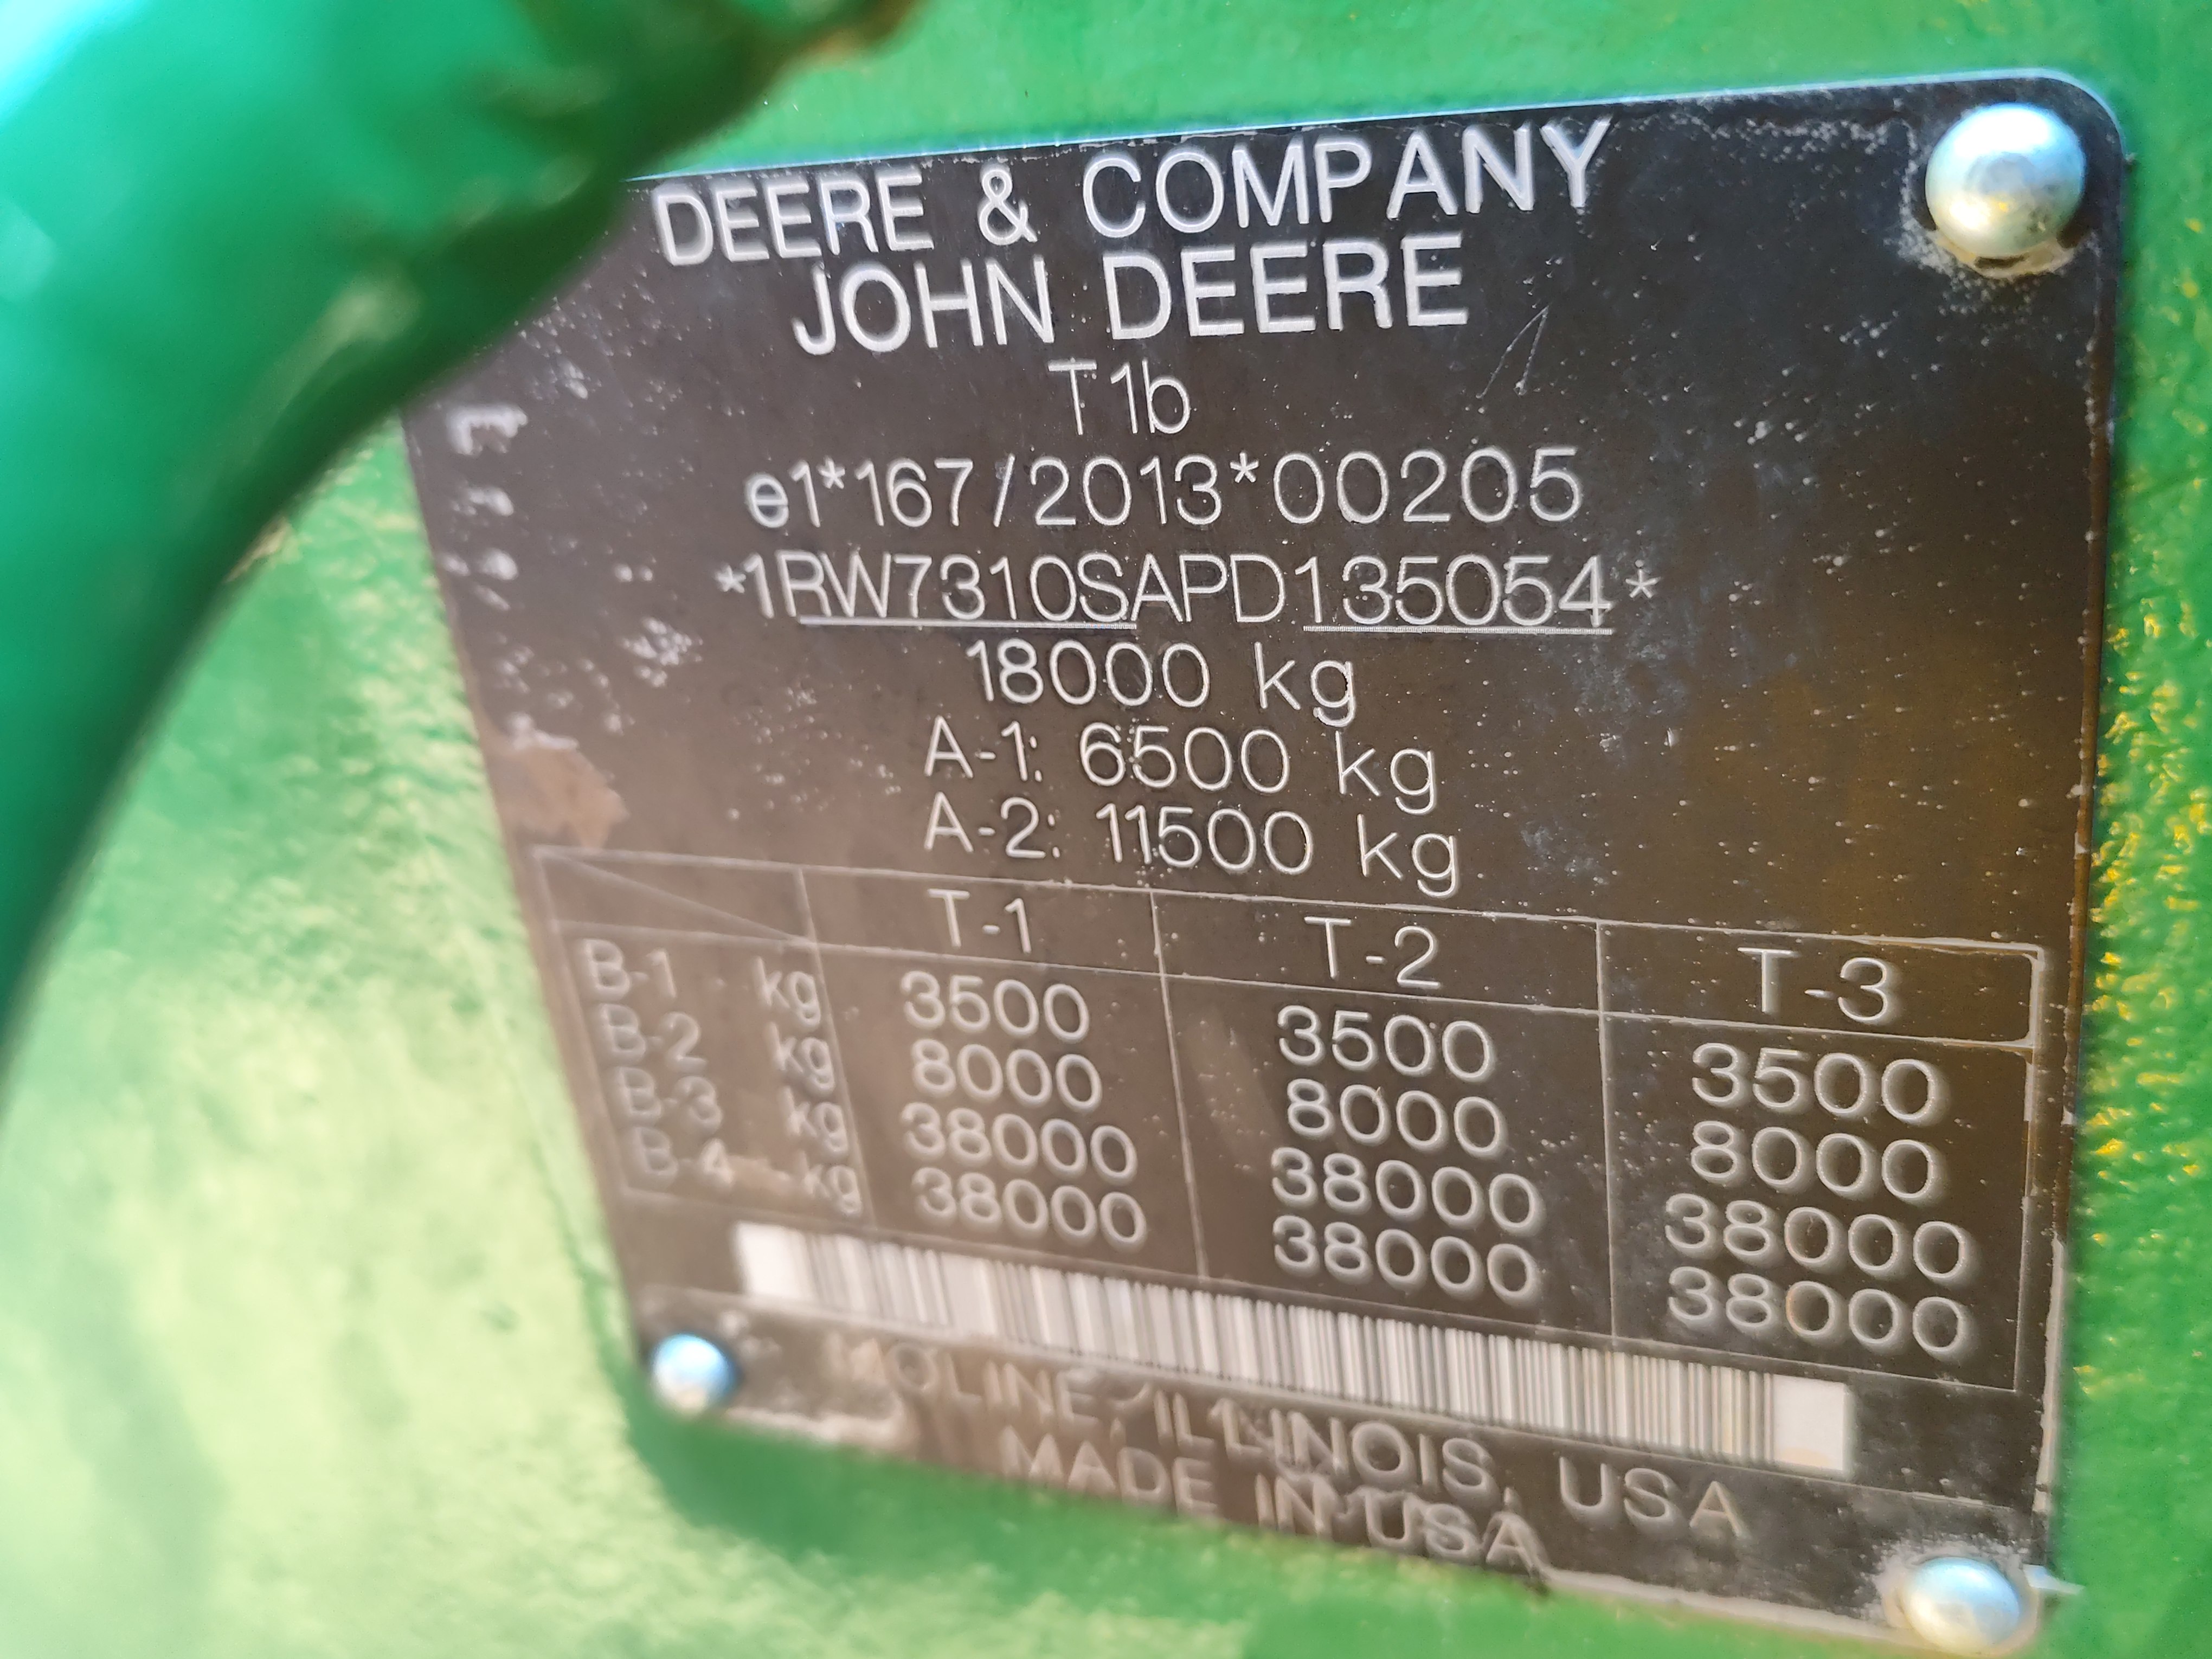 DEERE & COMPANY
JOHN DEERE
T1b
e1*167/2013*00205
*1RW7310SAPD135054*
18000 kg
A-1: 6500 kg
A-2: 11500 kg
T-1 T-2 T-3
B-1 kg 3500 3500 3500
B-2 kg 8000 8000 8000
B-3 kg 38000 38000 38000
B-4 kg 38000 38000 38000
MOLINE, ILLINOIS, USA
MADE IN USA